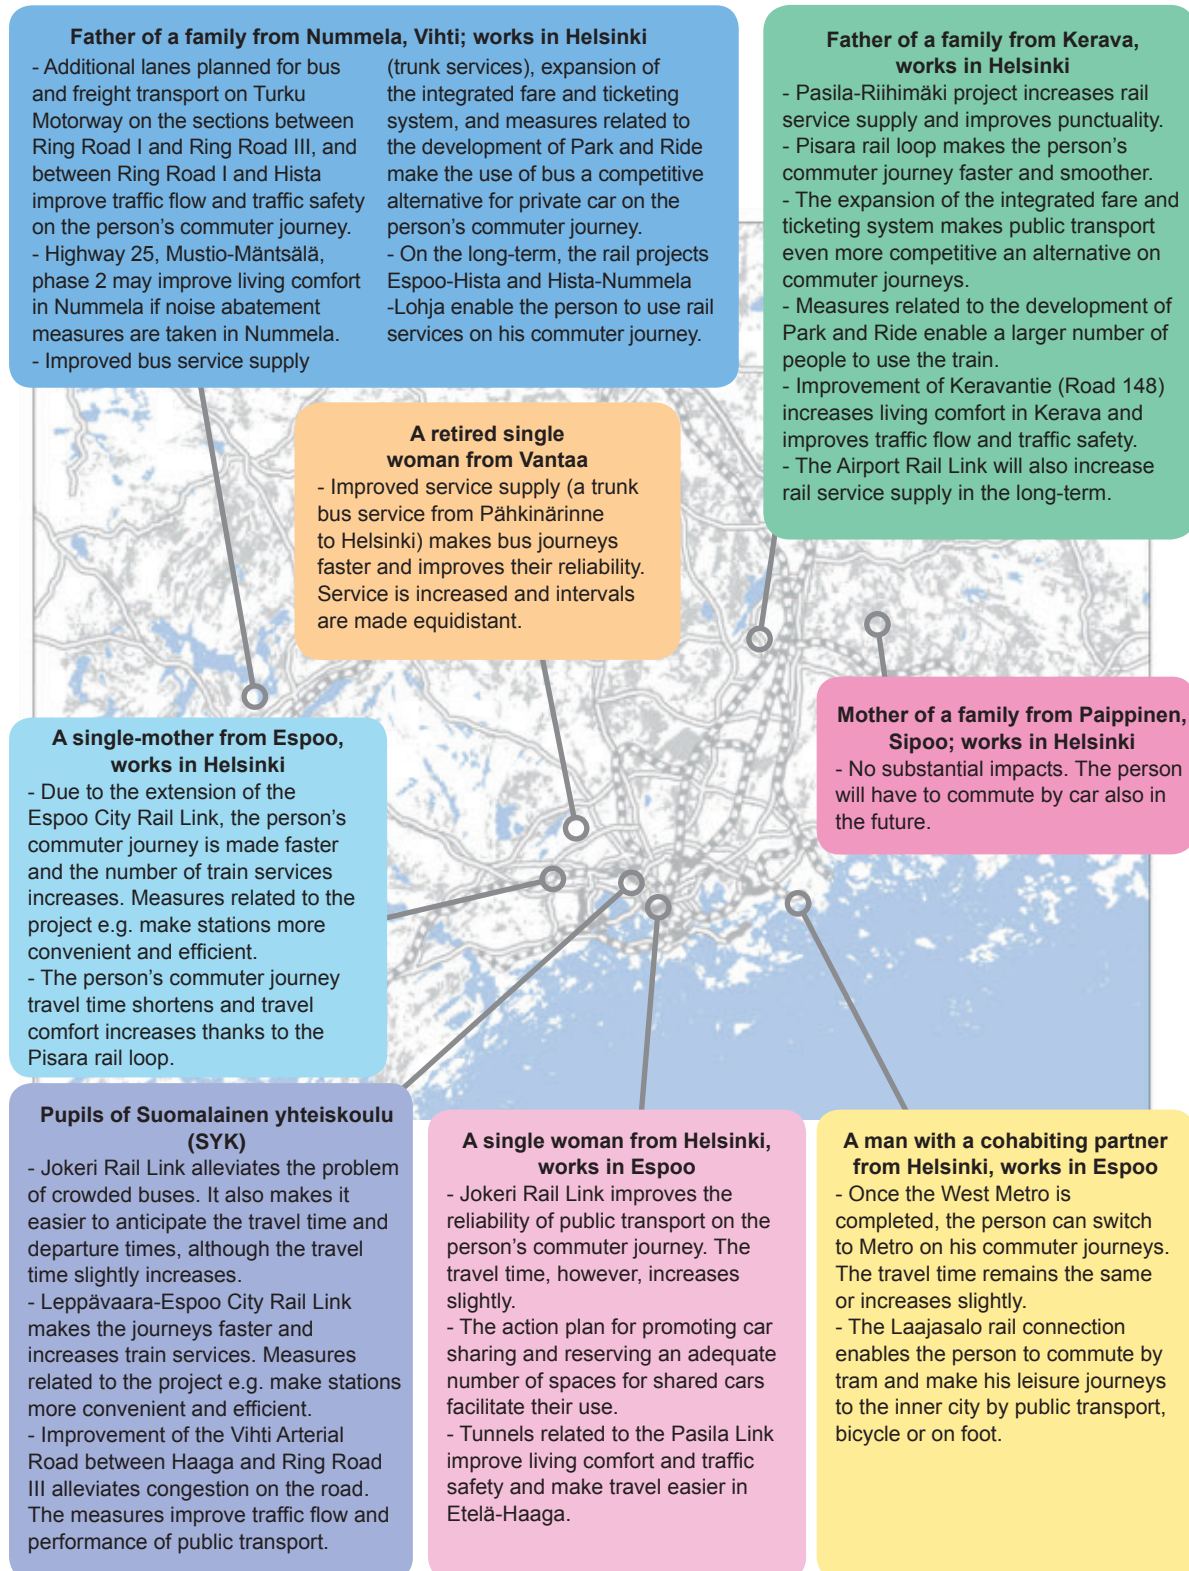 Father of a family from Nummela, Vihti; works in Helsinki
- Additional lanes planned for bus
and freight transport on Turku
Motorway on the sections between
Ring Road I and Ring Road III, and
between Ring Road I and Hista
improve traffic flow and traffic safety
on the person's commuter journey.
- Highway 25, Mustio-Mäntsälä,
phase 2 may improve living comfort
in Nummela if noise abatement
measures are taken in Nummela.
- Improved bus service supply
(trunk services), expansion of
the integrated fare and ticketing
system, and measures related to
the development of Park and Ride
make the use of bus a competitive
alternative for private car on the
person's commuter journey.
- On the long-term, the rail projects
Espoo-Hista and Hista-Nummela
-Lohja enable the person to use rail
services on his commuter journey.
Father of a family from Kerava,
works in Helsinki
- Pasila-Riihimäki project increases rail
service supply and improves punctuality.
- Pisara rail loop makes the person's
commuter journey faster and smoother.
- The expansion of the integrated fare and
ticketing system makes public transport
even more competitive an alternative on
commuter journeys.
- Measures related to the development of
Park and Ride enable a larger number of
people to use the train.
- Improvement of Keravantie (Road 148)
increases living comfort in Kerava and
improves traffic flow and traffic safety.
- The Airport Rail Link will also increase
rail service supply in the long-term.
A retired single
woman from Vantaa
- Improved service supply (a trunk
bus service from Pähkinärinne
to Helsinki) makes bus journeys
faster and improves their reliability.
Service is increased and intervals
are made equidistant.
Mother of a family from Paippinen,
Sipoo; works in Helsinki
- No substantial impacts. The person
will have to commute by car also in
the future.
A single-mother from Espoo,
works in Helsinki
- Due to the extension of the
Espoo City Rail Link, the person's
commuter journey is made faster
and the number of train services
increases. Measures related to the
project e.g. make stations more
convenient and efficient.
- The person's commuter journey
travel time shortens and travel
comfort increases thanks to the
Pisara rail loop.
Pupils of Suomalainen yhteiskoulu
(SYK)
- Jokeri Rail Link alleviates the problem
of crowded buses. It also makes it
easier to anticipate the travel time and
departure times, although the travel
time slightly increases.
- Leppävaara-Espoo City Rail Link
makes the journeys faster and
increases train services. Measures
related to the project e.g. make stations
more convenient and efficient.
- Improvement of the Vihti Arterial
Road between Haaga and Ring Road
III alleviates congestion on the road.
The measures improve traffic flow and
performance of public transport.
A single woman from Helsinki,
works in Espoo
- Jokeri Rail Link improves the
reliability of public transport on the
person's commuter journey. The
travel time, however, increases
slightly.
- The action plan for promoting car
sharing and reserving an adequate
number of spaces for shared cars
facilitate their use.
- Tunnels related to the Pasila Link
improve living comfort and traffic
safety and make travel easier in
Etelä-Haaga.
A man with a cohabiting partner
from Helsinki, works in Espoo
- Once the West Metro is
completed, the person can switch
to Metro on his commuter journeys.
The travel time remains the same
or increases slightly.
- The Laajasalo rail connection
enables the person to commute by
tram and make his leisure journeys
to the inner city by public transport,
bicycle or on foot.